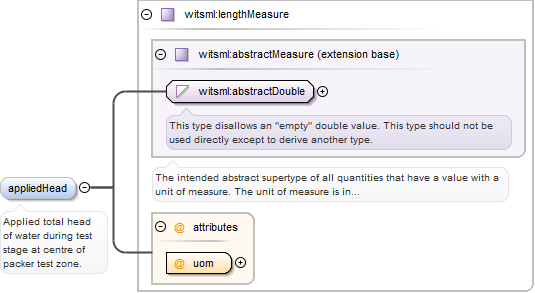 witsml:lengthMeasure
witsml:abstractMeasure (extension base)
witsml:abstractDouble
This type disallows an "empty" double value. This type should not be
used directly except to derive another type.
The intended abstract supertype of all quantities that have a value with a
unit of measure. The unit of measure is in...
appliedHead
Applied total head
of water during test
stage at centre of
packer test zone.
@ attributes
@ uom